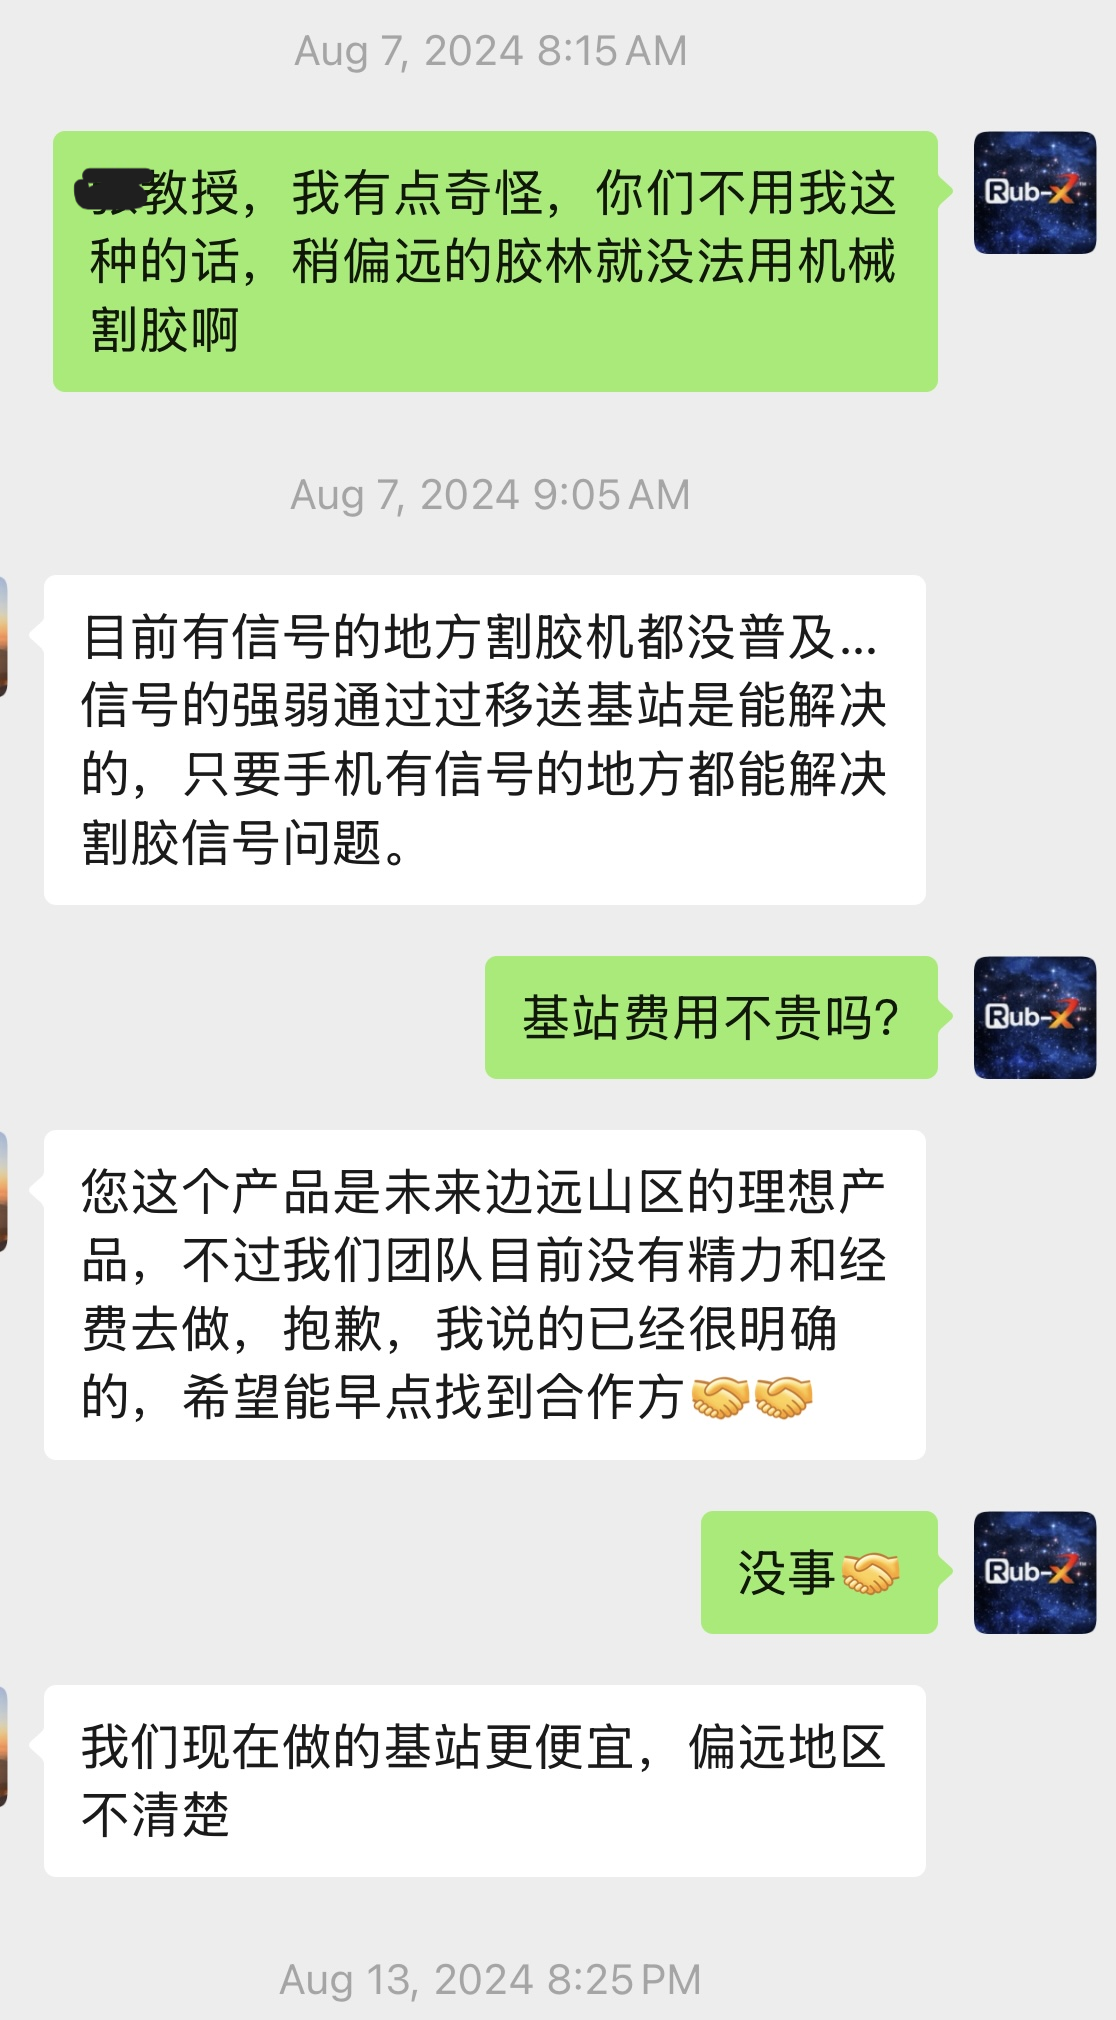 Aug 7, 2024 8:15 AM
教授，我有点奇怪，你们不用我这
种的话，稍偏远的胶林就没法用机械
割胶啊
Rub-X™
Aug 7, 2024 9:05 AM
目前有信号的地方割胶机都没普及...
信号的强弱通过过移送基站是能解决
的，只要手机有信号的地方都能解决
割胶信号问题。
基站费用不贵吗?
Rub-X™
您这个产品是未来边远山区的理想产
品，不过我们团队目前没有精力和经
费去做，抱歉，我说的已经很明确
的，希望能早点找到合作方🤝🤝
没事🤝
Rub-X™
我们现在做的基站更便宜，偏远地区
不清楚
Aug 13, 2024 8:25 PM